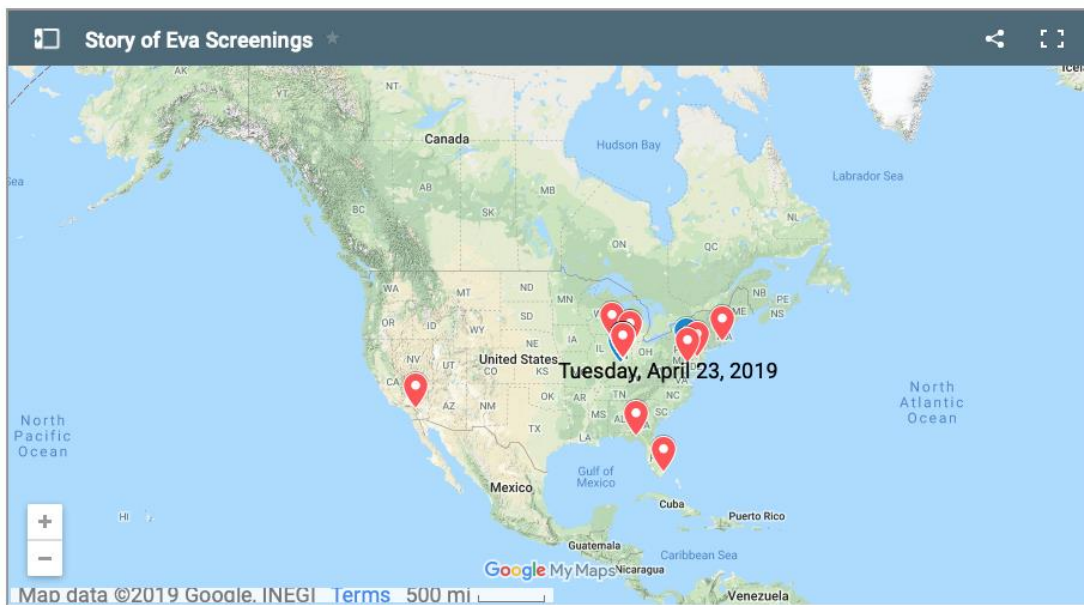 Story of Eva Screenings
AK
NT
Canada
Hudson Bay
Labrador Sea
Sea
AB
MB
BC
SK
NL
ON
QC
WA
MT
ND
MN
NB
PE
ME
NS
OR
ID
SD
WY
IA
NE
IL
OH
NV
UT
United States
CO
KS
Tuesday, April 23, 2019
VA
CA
AZ
NM
OK
AR
TN
NC
MS
AL
SC
TX
LA
North
Pacific
Ocean
North
Atlantic
Ocean
Gulf of
Mexico
Mexico
Cuba
Puerto Rico
HI
Guatemala
Caribbean Sea
Google My Maps
Nicaragua
Venezuela
+
−
Map data ©2019 Google, INEGI Terms 500 mi